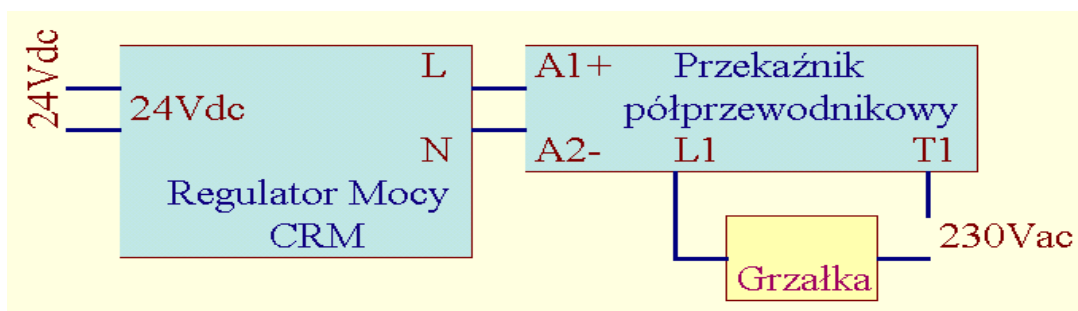 24Vdc
24Vdc
L
N
Regulator Mocy
CRM
A1+
Przekaźnik
półprzewodnikowy
A2-
L1
T1
230Vac
Grzałka